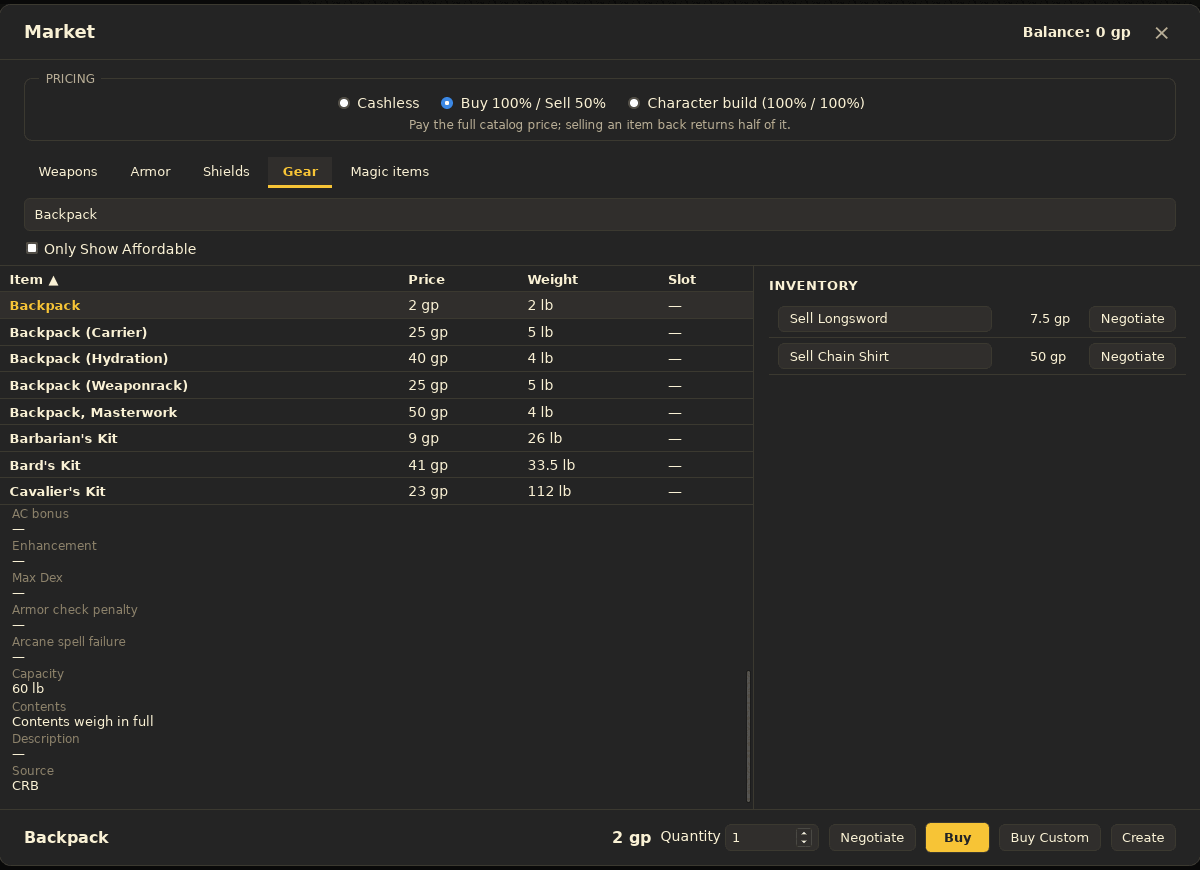 Market
Balance: 0 gp
PRICING
Cashless
Buy 100% / Sell 50%
Character build (100% / 100%)
Pay the full catalog price; selling an item back returns half of it.
Weapons
Armor
Shields
Gear
Magic items
Backpack
Only Show Affordable
Item ▲ Price Weight Slot
Backpack 2 gp 2 lb —
Backpack (Carrier) 25 gp 5 lb —
Backpack (Hydration) 40 gp 4 lb —
Backpack (Weaponrack) 25 gp 5 lb —
Backpack, Masterwork 50 gp 4 lb —
Barbarian's Kit 9 gp 26 lb —
Bard's Kit 41 gp 33.5 lb —
Cavalier's Kit 23 gp 112 lb —
AC bonus
—
Enhancement
—
Max Dex
—
Armor check penalty
—
Arcane spell failure
—
Capacity
60 lb
Contents
Contents weigh in full
Description
—
Source
CRB
INVENTORY
Sell Longsword 7.5 gp Negotiate
Sell Chain Shirt 50 gp Negotiate
Backpack
2 gp Quantity 1 Negotiate Buy Buy Custom Create